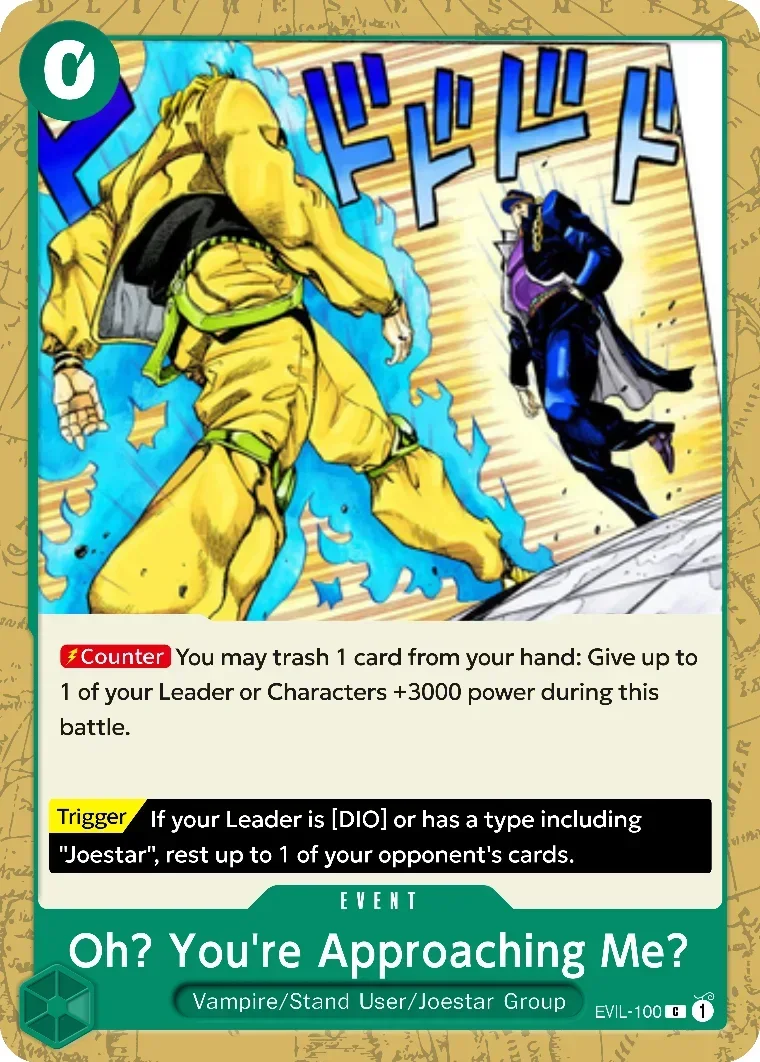 0
ドドドドド
Counter You may trash 1 card from your hand: Give up to
1 of your Leader or Characters +3000 power during this
battle.
Trigger If your Leader is [DIO] or has a type including
"Joestar", rest up to 1 of your opponent's cards.
EVENT
Oh? You're Approaching Me?
Vampire/Stand User/Joestar Group
EVIL-100 C 1